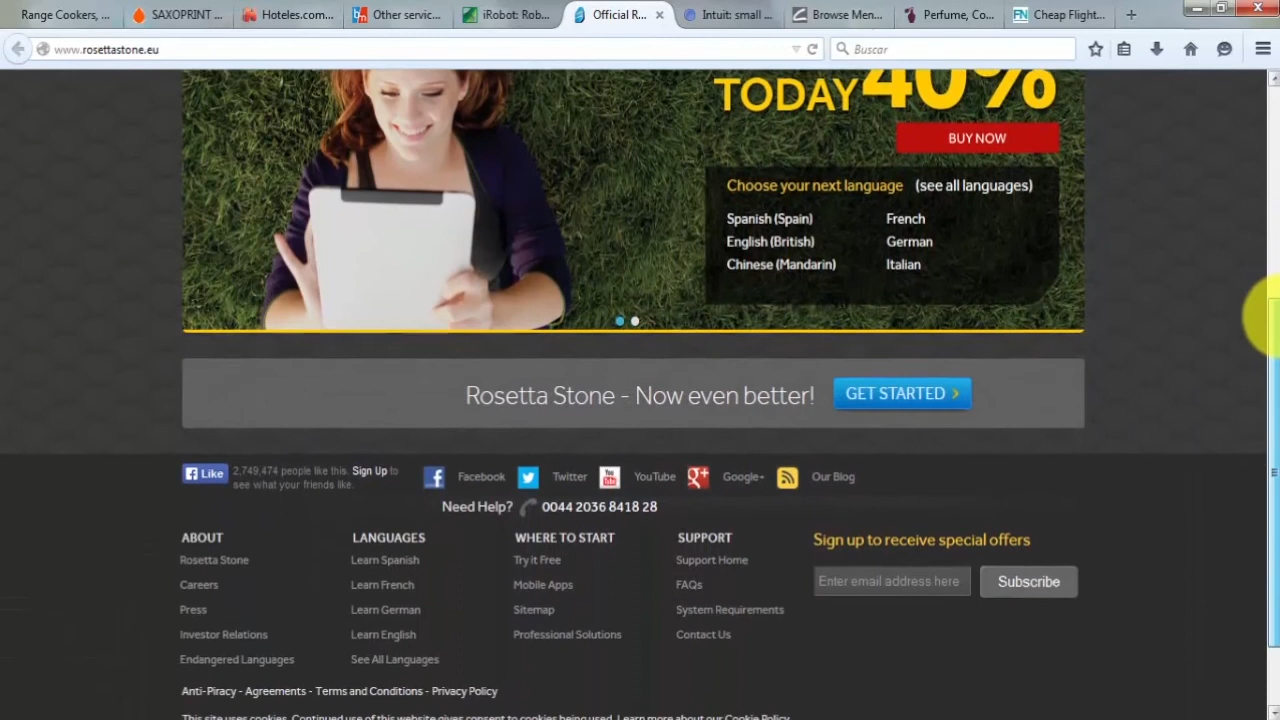 Range Cookers, ...
SAXOPRINT ...
Hoteles.com...
Other servic...
iRobot: Rob...
Official R...
Intuit: small ...
Browse Men...
Perfume, Co...
Cheap Flight...
www.rosettastone.eu
Buscar
TODAY 40%
BUY NOW
Choose your next language (see all languages)
Spanish (Spain) French
English (British) German
Chinese (Mandarin) Italian
Rosetta Stone - Now even better! GET STARTED
Like
2,749,474 people like this. Sign Up to
see what your friends like.
Facebook Twitter YouTube Google+ Our Blog
Need Help? 0044 2036 8418 28
ABOUT
Rosetta Stone
Careers
Press
Investor Relations
Endangered Languages
LANGUAGES
Learn Spanish
Learn French
Learn German
Learn English
See All Languages
WHERE TO START
Try it Free
Mobile Apps
Sitemap
Professional Solutions
SUPPORT
Support Home
FAQs
System Requirements
Contact Us
Sign up to receive special offers
Enter email address here Subscribe
Anti-Piracy - Agreements - Terms and Conditions - Privacy Policy
This site uses cookies. Continued use of this website gives consent to cookies being used. Learn more about our Cookie Policy